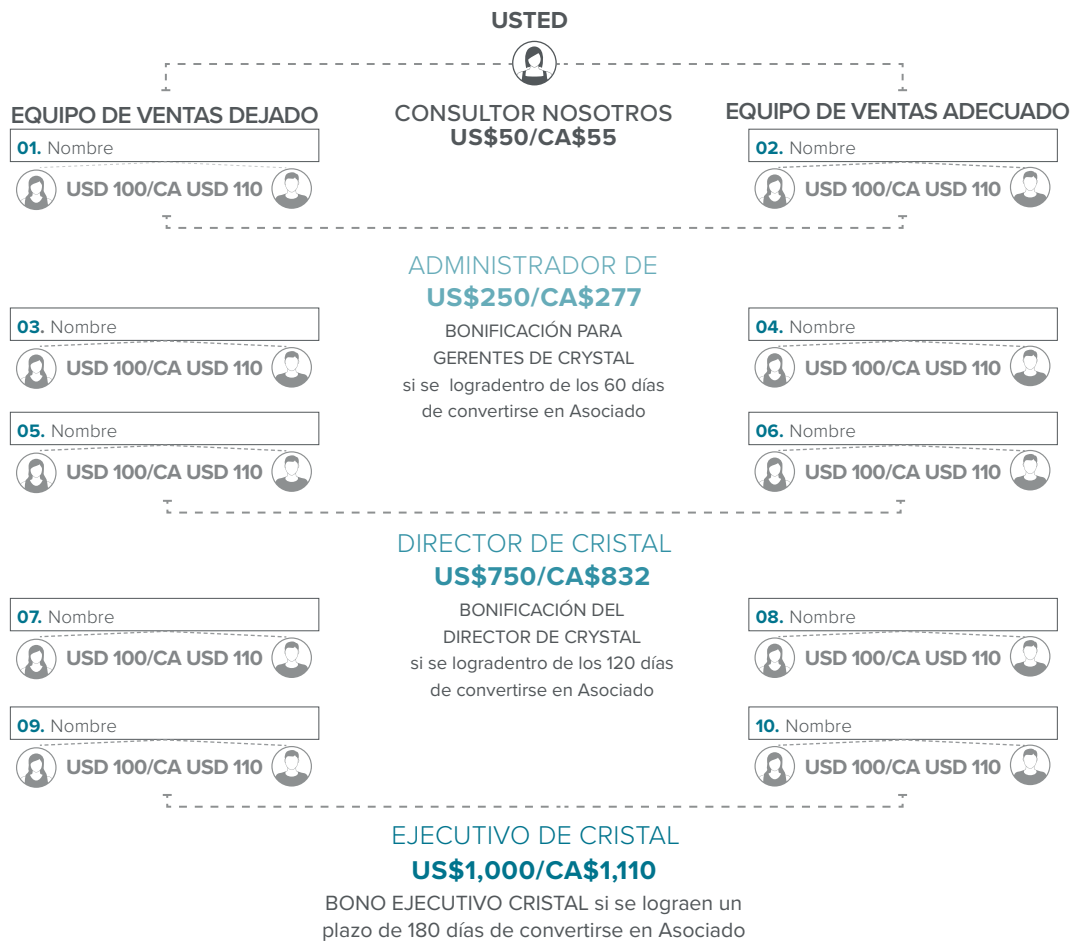 USTED
EQUIPO DE VENTAS DEJADO
CONSULTOR NOSOTROS
US$50/CA$55
EQUIPO DE VENTAS ADECUADO
01. Nombre
02. Nombre
USD 100/CA USD 110
USD 100/CA USD 110
ADMINISTRADOR DE
US$250/CA$277
BONIFICACIÓN PARA
GERENTES DE CRYSTAL
si se logradentro de los 60 días
de convertirse en Asociado
03. Nombre
04. Nombre
USD 100/CA USD 110
USD 100/CA USD 110
05. Nombre
06. Nombre
USD 100/CA USD 110
USD 100/CA USD 110
DIRECTOR DE CRISTAL
US$750/CA$832
BONIFICACIÓN DEL
DIRECTOR DE CRYSTAL
si se logradentro de los 120 días
de convertirse en Asociado
07. Nombre
08. Nombre
USD 100/CA USD 110
USD 100/CA USD 110
09. Nombre
10. Nombre
USD 100/CA USD 110
USD 100/CA USD 110
EJECUTIVO DE CRISTAL
US$1,000/CA$1,110
BONO EJECUTIVO CRISTAL si se lograen un
plazo de 180 días de convertirse en Asociado